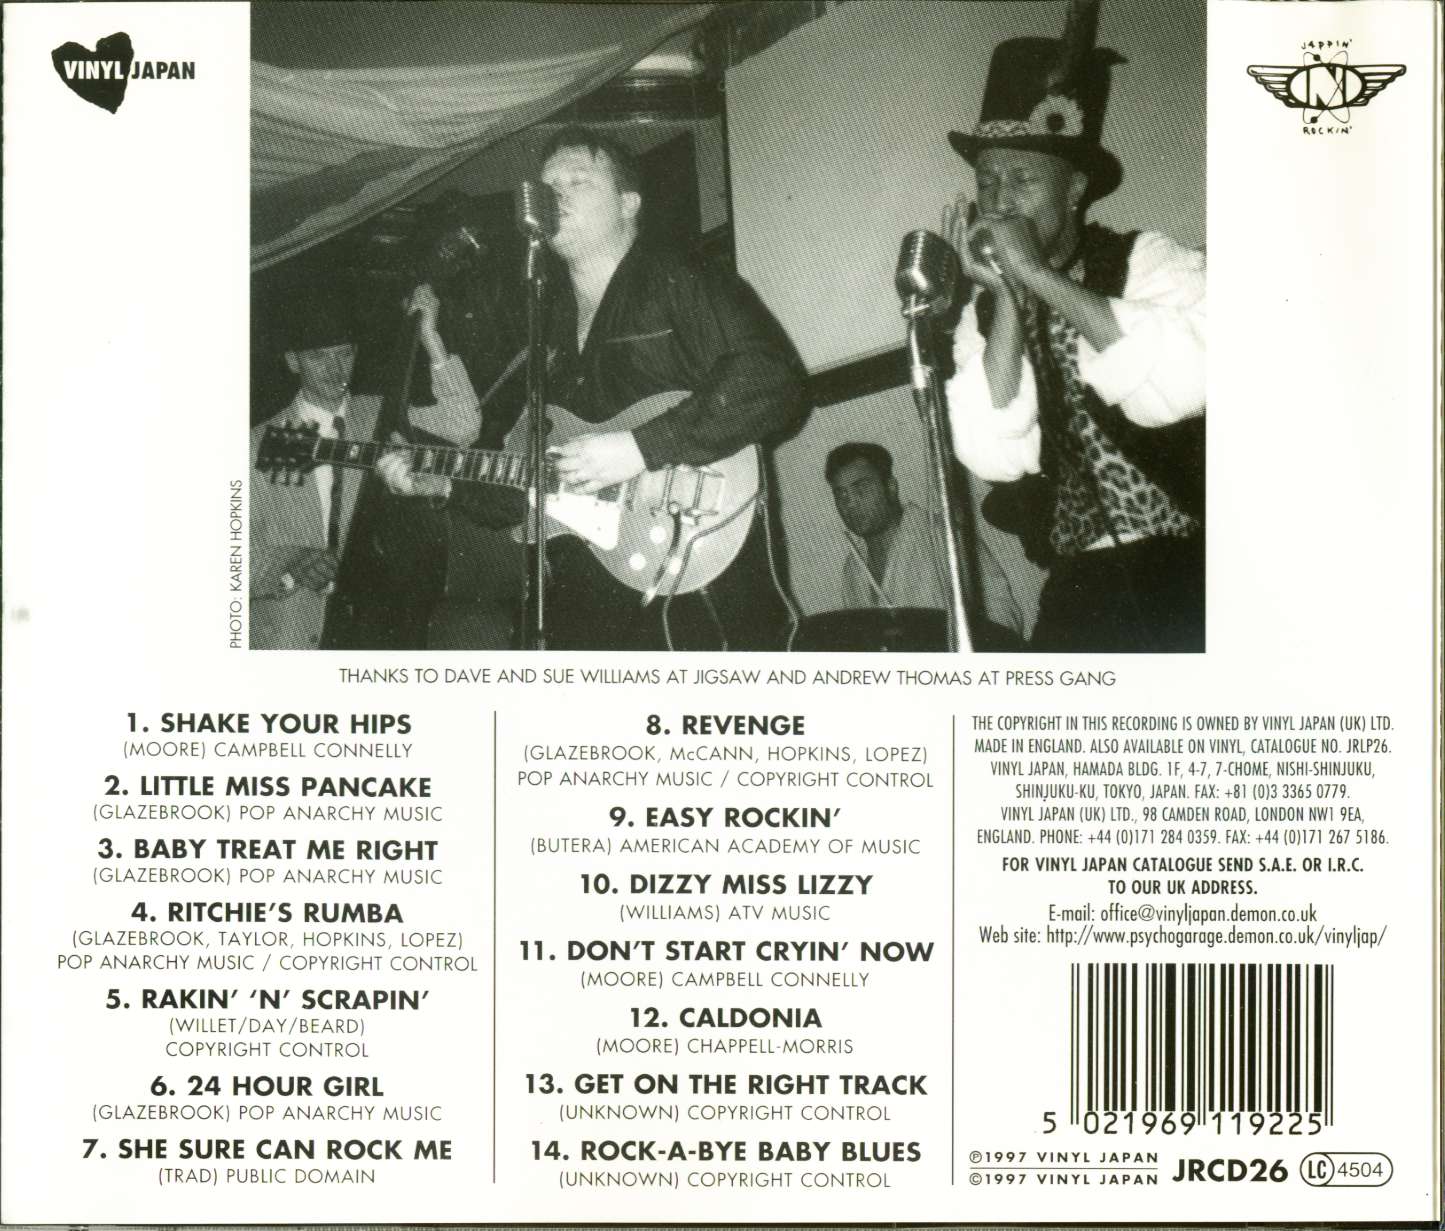 VINYL JAPAN
JAPPIN'
ROCKIN'
PHOTO: KAREN HOPKINS
THANKS TO DAVE AND SUE WILLIAMS AT JIGSAW AND ANDREW THOMAS AT PRESS GANG
1. SHAKE YOUR HIPS
(MOORE) CAMPBELL CONNELLY
2. LITTLE MISS PANCAKE
(GLAZEBROOK) POP ANARCHY MUSIC
3. BABY TREAT ME RIGHT
(GLAZEBROOK) POP ANARCHY MUSIC
4. RITCHIE'S RUMBA
(GLAZEBROOK, TAYLOR, HOPKINS, LOPEZ)
POP ANARCHY MUSIC / COPYRIGHT CONTROL
5. RAKIN' 'N' SCRAPIN'
(WILLET/DAY/BEARD)
COPYRIGHT CONTROL
6. 24 HOUR GIRL
(GLAZEBROOK) POP ANARCHY MUSIC
7. SHE SURE CAN ROCK ME
(TRAD) PUBLIC DOMAIN
8. REVENGE
(GLAZEBROOK, McCANN, HOPKINS, LOPEZ)
POP ANARCHY MUSIC / COPYRIGHT CONTROL
9. EASY ROCKIN'
(BUTERA) AMERICAN ACADEMY OF MUSIC
10. DIZZY MISS LIZZY
(WILLIAMS) ATV MUSIC
11. DON'T START CRYIN' NOW
(MOORE) CAMPBELL CONNELLY
12. CALDONIA
(MOORE) CHAPPELL-MORRIS
13. GET ON THE RIGHT TRACK
(UNKNOWN) COPYRIGHT CONTROL
14. ROCK-A-BYE BABY BLUES
(UNKNOWN) COPYRIGHT CONTROL
THE COPYRIGHT IN THIS RECORDING IS OWNED BY VINYL JAPAN (UK) LTD.
MADE IN ENGLAND. ALSO AVAILABLE ON VINYL, CATALOGUE NO. JRLP26.
VINYL JAPAN, HAMADA BLDG. 1F, 4-7, 7-CHOME, NISHI-SHINJUKU,
SHINJUKU-KU, TOKYO, JAPAN. FAX: +81 (0)3 3365 0779.
VINYL JAPAN (UK) LTD., 98 CAMDEN ROAD, LONDON NW1 9EA,
ENGLAND. PHONE: +44 (0)171 284 0359. FAX: +44 (0)171 267 5186.
FOR VINYL JAPAN CATALOGUE SEND S.A.E. OR I.R.C.
TO OUR UK ADDRESS.
E-mail: office@vinyljapan.demon.co.uk
Web site: http://www.psychogarage.demon.co.uk/vinyljap/
5 021969 119225
℗1997 VINYL JAPAN
©1997 VINYL JAPAN
JRCD26
LC 4504